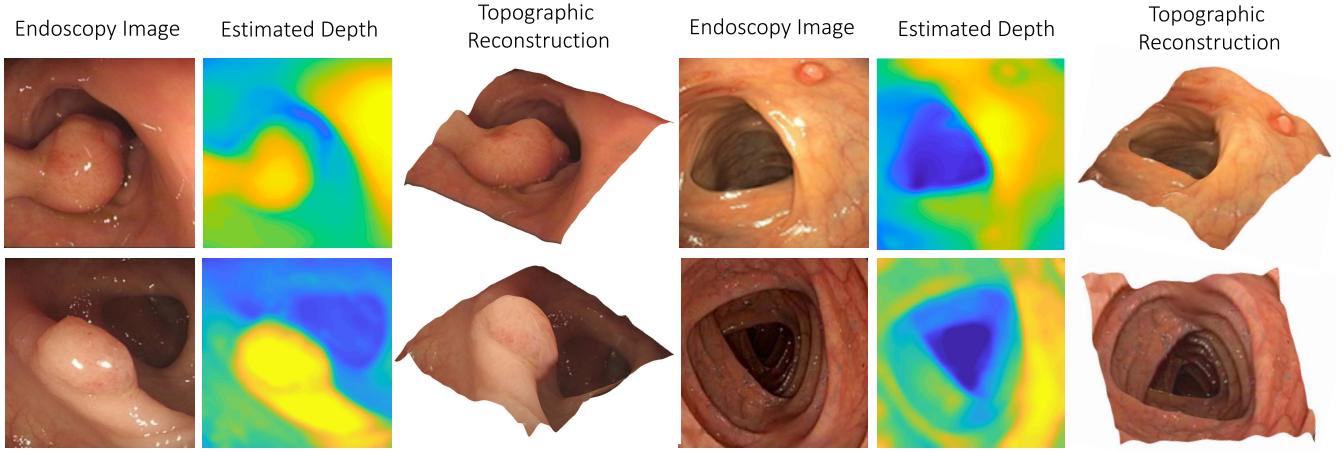 Endoscopy Image
Estimated Depth
Topographic
Reconstruction
Endoscopy Image
Estimated Depth
Topographic
Reconstruction